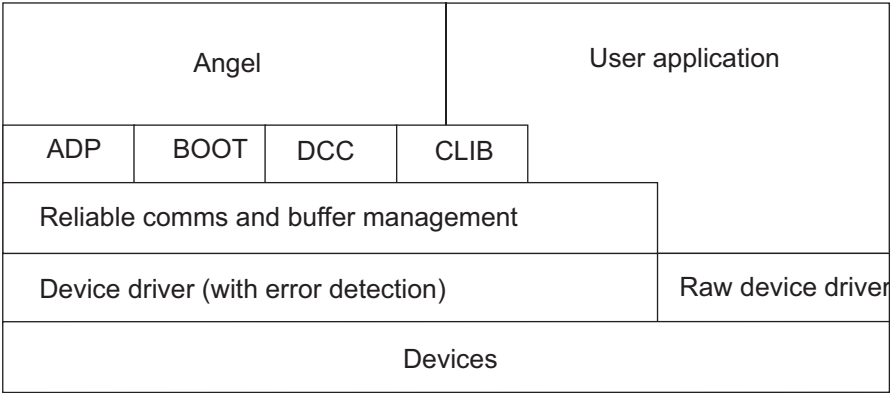 Angel
User application
ADP
BOOT
DCC
CLIB
Reliable comms and buffer management
Device driver (with error detection)
Raw device driver
Devices